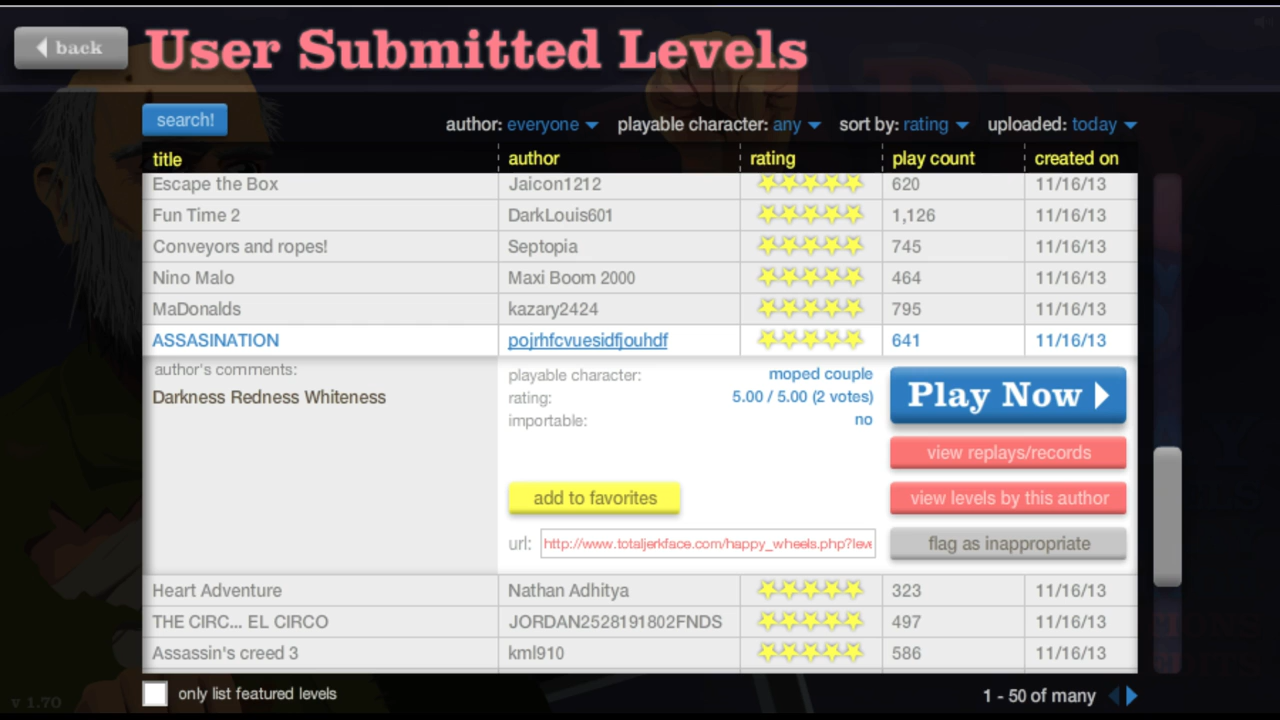 back
User Submitted Levels
search!
author: everyone playable character: any sort by: rating uploaded: today
title author rating play count created on
Escape the Box Jaicon1212 620 11/16/13
Fun Time 2 DarkLouis601 1,126 11/16/13
Conveyors and ropes! Septopia 745 11/16/13
Nino Malo Maxi Boom 2000 464 11/16/13
MaDonalds kazary2424 795 11/16/13
ASSASINATION pojrhfcvuesidfjouhdf 641 11/16/13
author's comments:
Darkness Redness Whiteness
playable character: moped couple
rating: 5.00 / 5.00 (2 votes)
importable: no
Play Now
view replays/records
add to favorites
view levels by this author
url: http://www.totaljerkface.com/happy_wheels.php?leve
flag as inappropriate
Heart Adventure Nathan Adhitya 323 11/16/13
THE CIRC... EL CIRCO JORDAN2528191802FNDS 497 11/16/13
Assassin's creed 3 kml910 586 11/16/13
only list featured levels
1 - 50 of many
v 1.70